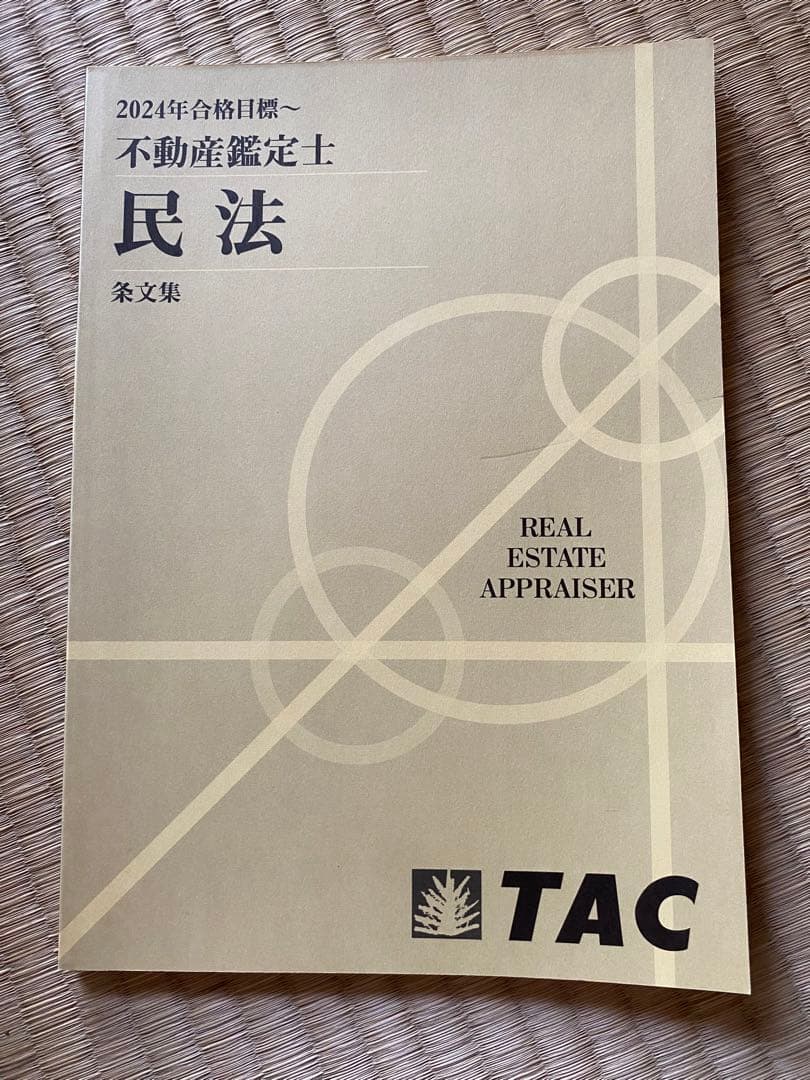 2024年合格目標～
不動産鑑定士
民法
条文集
REAL
ESTATE
APPRAISER
TAC